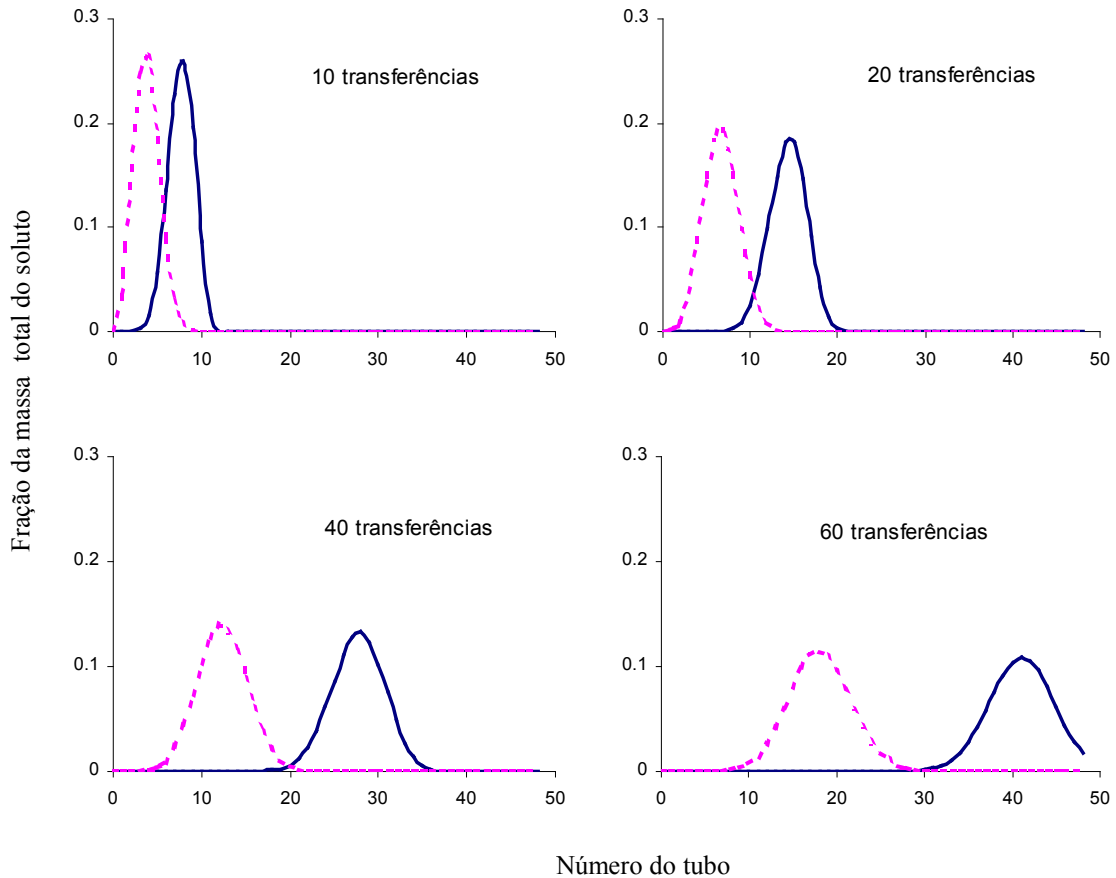 Fração da massa total do soluto
10 transferências
0.3
0.2
0.1
0
0 10 20 30 40 50
20 transferências
0.3
0.2
0.1
0
0 10 20 30 40 50
40 transferências
0.3
0.2
0.1
0
0 10 20 30 40 50
60 transferências
0.3
0.2
0.1
0
0 10 20 30 40 50
Número do tubo